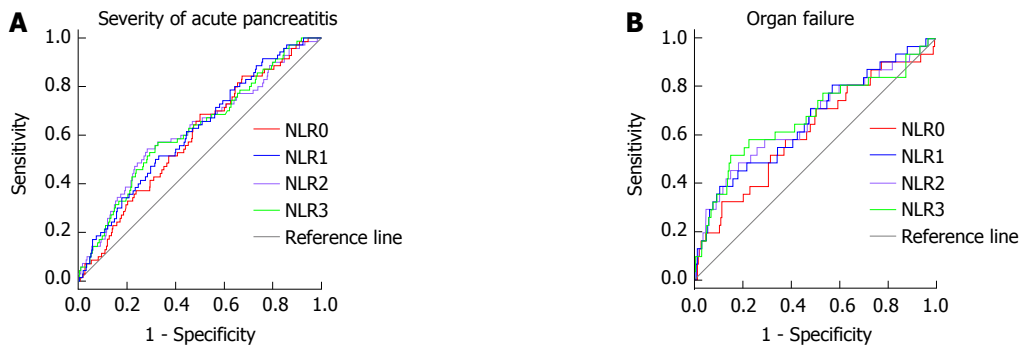 A
Severity of acute pancreatitis
Sensitivity
1.0
0.8
0.6
0.4
0.2
0.0
NLR0
NLR1
NLR2
NLR3
Reference line
0.0 0.2 0.4 0.6 0.8 1.0
1 - Specificity
B
Organ failure
Sensitivity
1.0
0.8
0.6
0.4
0.2
0.0
NLR0
NLR1
NLR2
NLR3
Reference line
0.0 0.2 0.4 0.6 0.8 1.0
1 - Specificity